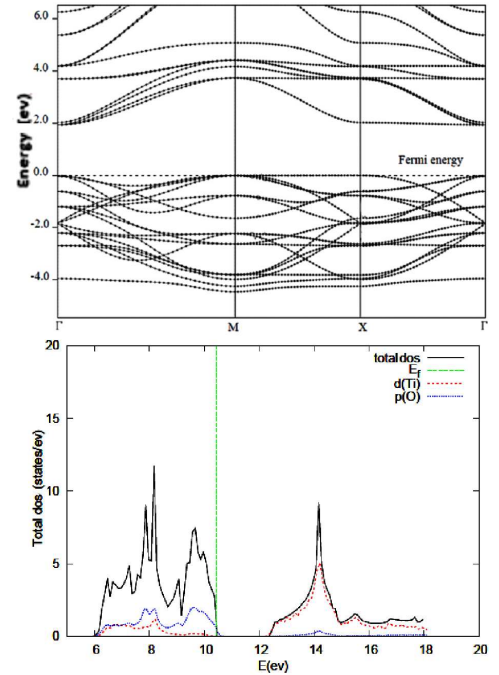 6.0
4.0
2.0
0.0
-2.0
-4.0
Energy (ev)
Fermi energy
Γ M X Γ
20
15
10
5
0
Total dos (states/ev)
total dos
E_f
d(Ti)
p(O)
6 8 10 12 14 16 18 20
E(ev)